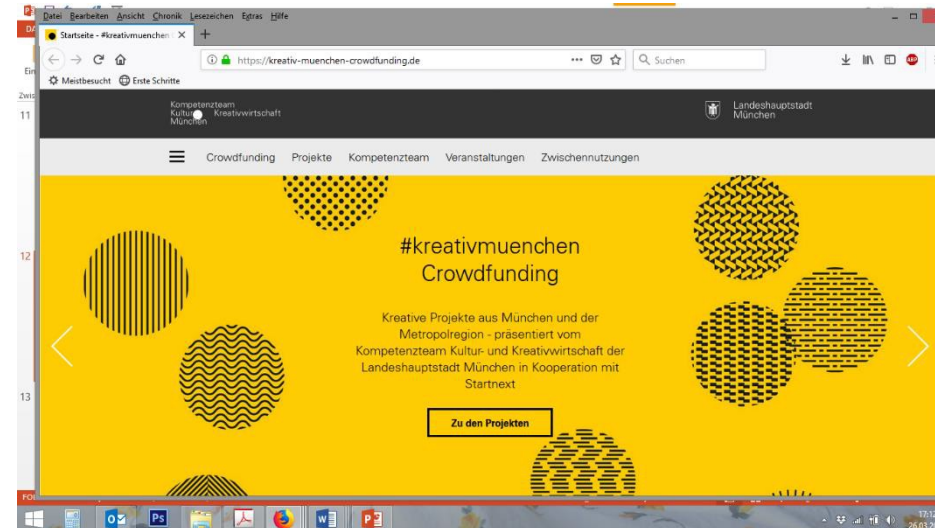 Datei Bearbeiten Ansicht Chronik Lesezeichen Extras Hilfe
Startseite - #kreativmuenchen
https://kreativ-muenchen-crowdfunding.de
Suchen
Meistbesucht Erste Schritte
Kompetenzteam
Kultur Kreativwirtschaft
München
Landeshauptstadt
München
Crowdfunding Projekte Kompetenzteam Veranstaltungen Zwischennutzungen
#kreativmuenchen
Crowdfunding
Kreative Projekte aus München und der
Metropolregion - präsentiert vom
Kompetenzteam Kultur- und Kreativwirtschaft der
Landeshauptstadt München in Kooperation mit
Startnext
Zu den Projekten
11
12
13
17:12